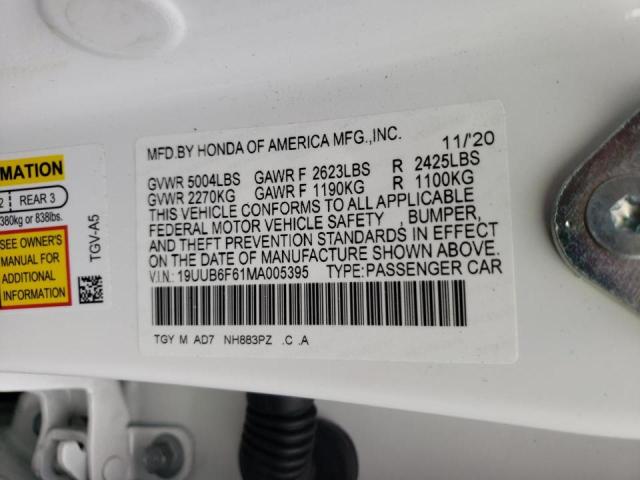 MATION
2 REAR 3
380kg or 838lbs.
SEE OWNER'S
MANUAL FOR
ADDITIONAL
INFORMATION
TGV-A5
MFD.BY HONDA OF AMERICA MFG.,INC. 11/'20
GVWR 5004LBS GAWR F 2623LBS R 2425LBS
GVWR 2270KG GAWR F 1190KG R 1100KG
THIS VEHICLE CONFORMS TO ALL APPLICABLE
FEDERAL MOTOR VEHICLE SAFETY , BUMPER,
AND THEFT PREVENTION STANDARDS IN EFFECT
ON THE DATE OF MANUFACTURE SHOWN ABOVE.
V.I.N: 19UUB6F61MA005395 TYPE:PASSENGER CAR
TGY M AD7 NH883PZ .C .A